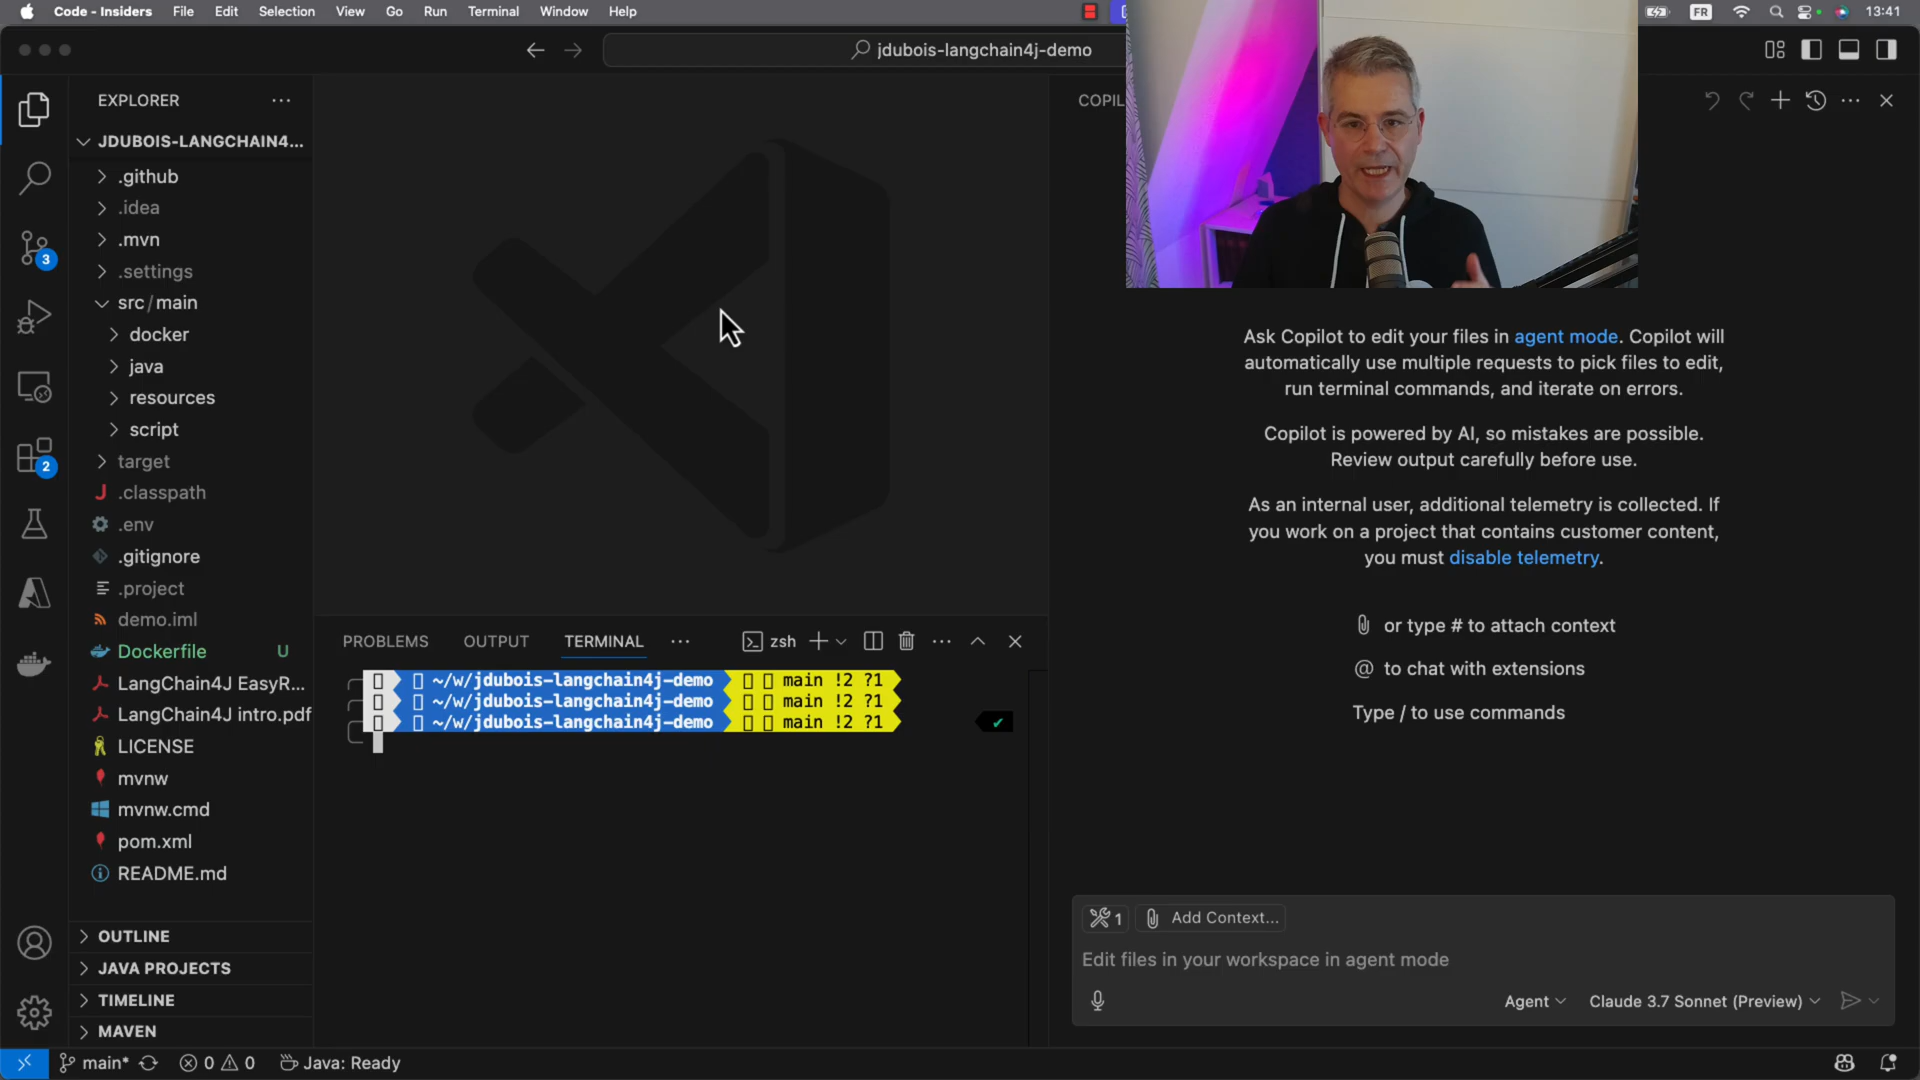 Code - Insiders File Edit Selection View Go Run Terminal Window Help FR 13:41
jdubois-langchain4j-demo
EXPLORER
JDUBOIS-LANGCHAIN4...
.github
.idea
.mvn
.settings
src/main
docker
java
resources
script
target
.classpath
.env
.gitignore
.project
demo.iml
Dockerfile U
LangChain4J EasyR...
LangChain4J intro.pdf
LICENSE
mvnw
mvnw.cmd
pom.xml
README.md
OUTLINE
JAVA PROJECTS
TIMELINE
MAVEN
3
2
PROBLEMS OUTPUT TERMINAL zsh
~/w/jdubois-langchain4j-demo main !2 ?1
~/w/jdubois-langchain4j-demo main !2 ?1
~/w/jdubois-langchain4j-demo main !2 ?1
COPIL
Ask Copilot to edit your files in agent mode. Copilot will
automatically use multiple requests to pick files to edit,
run terminal commands, and iterate on errors.
Copilot is powered by AI, so mistakes are possible.
Review output carefully before use.
As an internal user, additional telemetry is collected. If
you work on a project that contains customer content,
you must disable telemetry.
or type # to attach context
@ to chat with extensions
Type / to use commands
1 Add Context...
Edit files in your workspace in agent mode
Agent Claude 3.7 Sonnet (Preview)
main* 0 0 Java: Ready